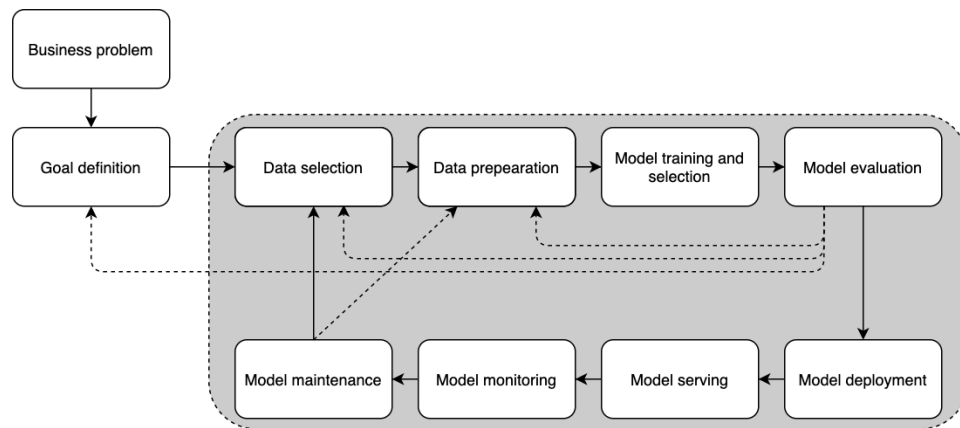 Business problem
Goal definition
Data selection
Data prepearation
Model training and
selection
Model evaluation
Model maintenance
Model monitoring
Model serving
Model deployment